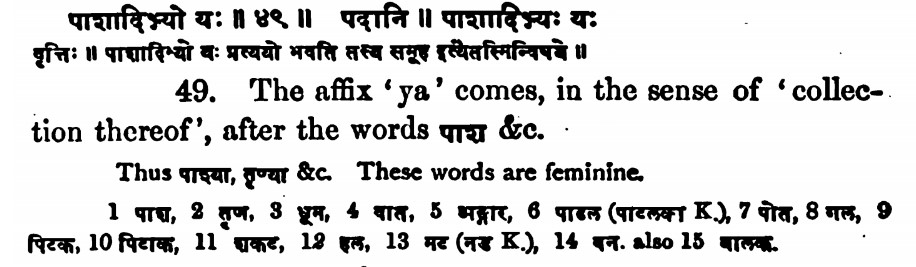 पाशादिभ्यो यः ॥ ४९ ॥ पदानि ॥ पाशादिभ्यः यः
वृत्तिः ॥ पाशादिभ्यो यः प्रत्ययो भवति तस्य समूह इत्येतस्मिन्विषये ॥
49. The affix ‘ya’ comes, in the sense of ‘collec-
tion thereof’, after the words पाश &c.
Thus पाश्या, तृण्या &c. These words are feminine.
1 पाश, 2 तृण, 3 धूम, 4 वात, 5 अङ्गार, 6 पाटल (पाटलका K.), 7 पोत, 8 गल, 9
पिटक, 10 पिटाक, 11 शकट, 12 हल, 13 नट (नड K.), 14 वन. also 15 बालक.